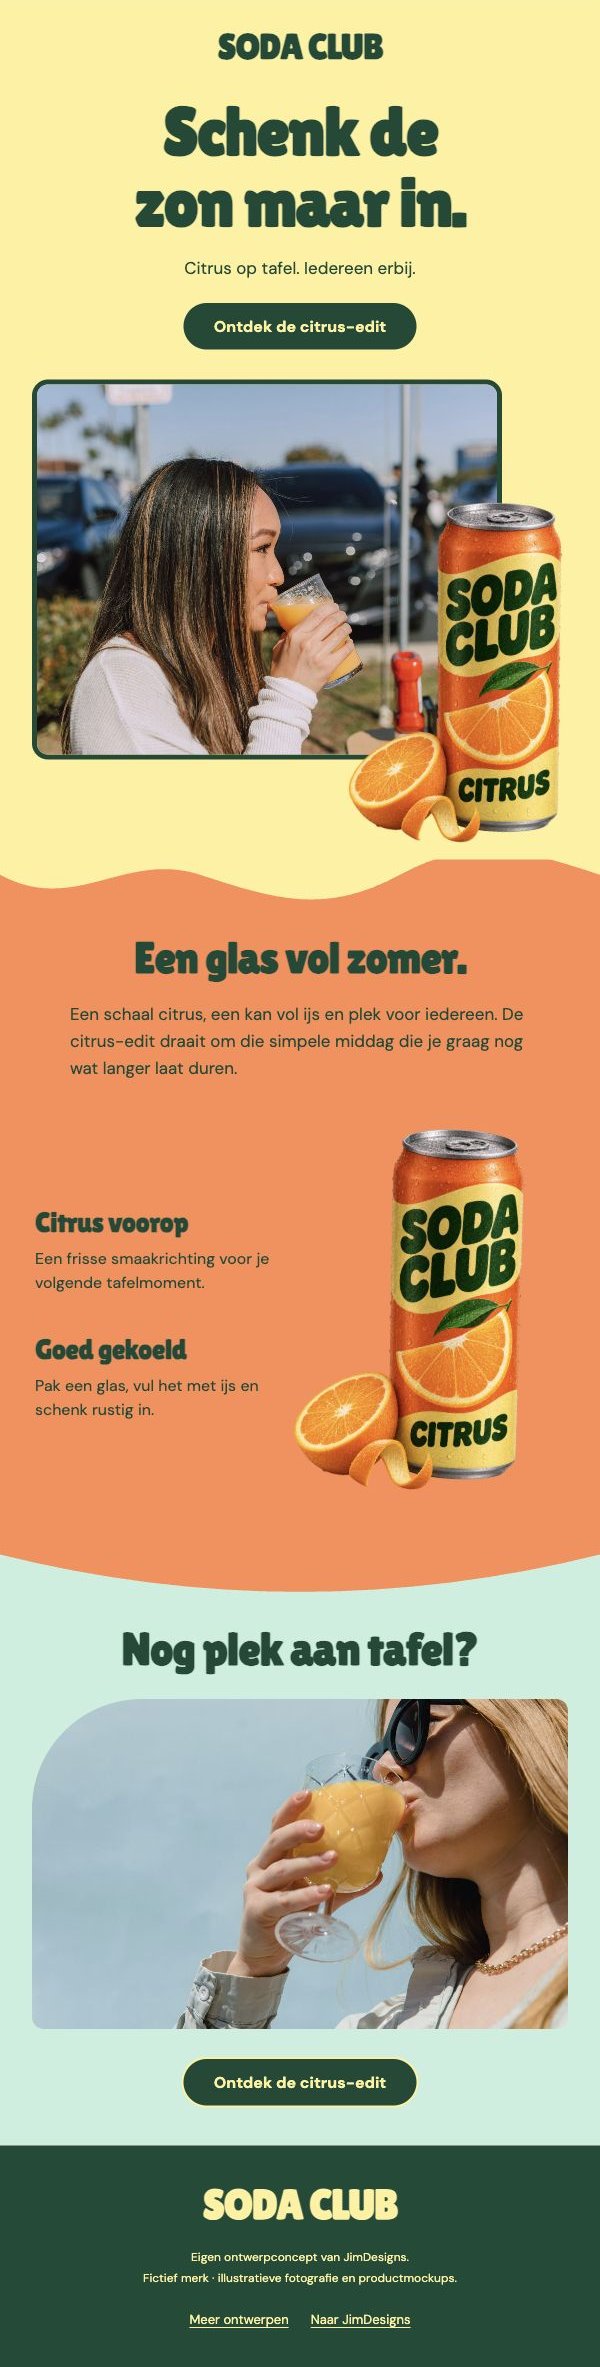 SODA CLUB
Schenk de
zon maar in.
Citrus op tafel. Iedereen erbij.
Ontdek de citrus-edit
SODA
CLUB
CITRUS
Een glas vol zomer.
Een schaal citrus, een kan vol ijs en plek voor iedereen. De
citrus-edit draait om die simpele middag die je graag nog
wat langer laat duren.
Citrus voorop
Een frisse smaakrichting voor je
volgende tafelmoment.
Goed gekoeld
Pak een glas, vul het met ijs en
schenk rustig in.
SODA
CLUB
CITRUS
Nog plek aan tafel?
Ontdek de citrus-edit
SODA CLUB
Eigen ontwerpconcept van JimDesigns.
Fictief merk · illustratieve fotografie en productmockups.
Meer ontwerpen Naar JimDesigns